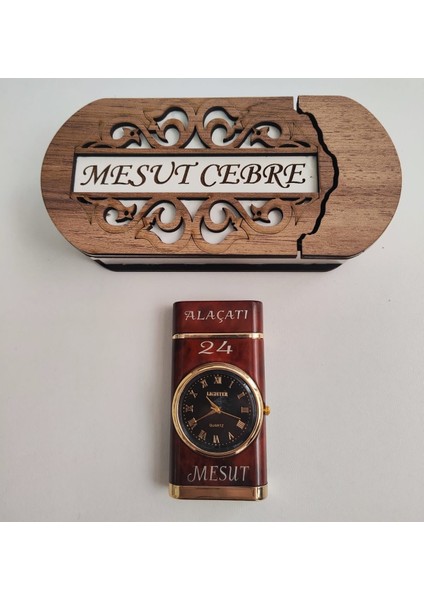 MESUT CEBRE
ALAÇATI
24
LIGHTER
QUARTZ
MESUT